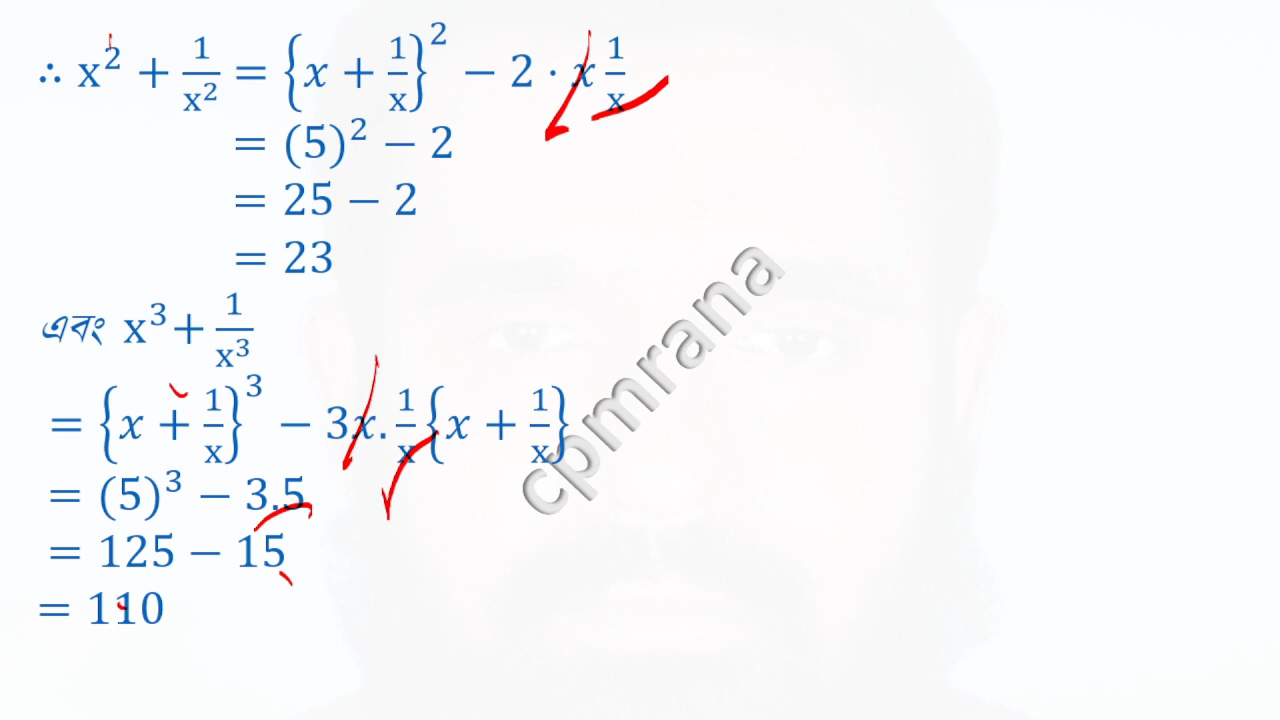 ∴ x² + 1/x² = {x + 1/x}² − 2 · x 1/x
= (5)² − 2
= 25 − 2
= 23
এবং x³ + 1/x³
= {x + 1/x}³ − 3x. 1/x {x + 1/x}
= (5)³ − 3.5
= 125 − 15
= 110
cpmrana